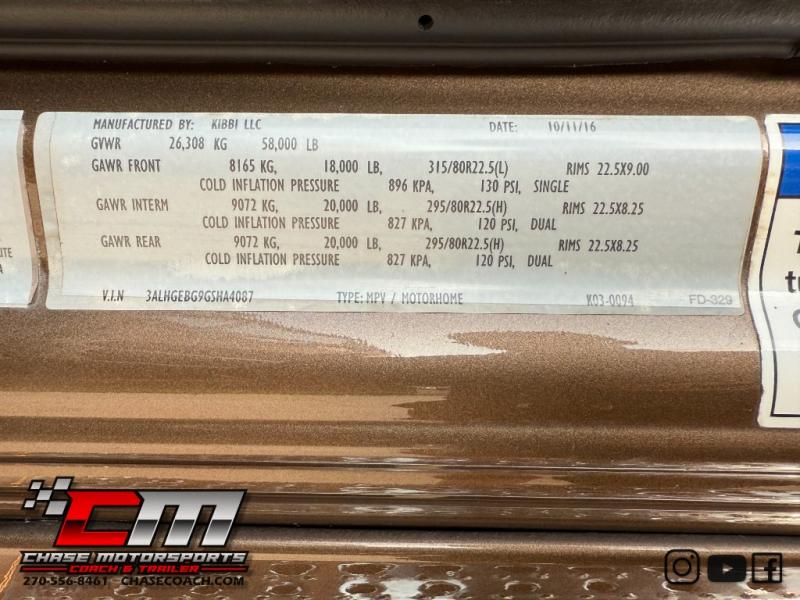 MANUFACTURED BY: KIBBI LLC DATE: 10/11/16
GVWR 26,308 KG 58,000 LB
GAWR FRONT 8165 KG, 18,000 LB, 315/80R22.5(L) RIMS 22.5X9.00
COLD INFLATION PRESSURE 896 KPA, 130 PSI, SINGLE
GAWR INTERM 9072 KG, 20,000 LB, 295/80R22.5(H) RIMS 22.5X8.25
COLD INFLATION PRESSURE 827 KPA, 120 PSI, DUAL
GAWR REAR 9072 KG, 20,000 LB, 295/80R22.5(H) RIMS 22.5X8.25
COLD INFLATION PRESSURE 827 KPA, 120 PSI, DUAL
V.I.N 3ALHGEBG9GSHA4087 TYPE: MPV / MOTORHOME K03-0094 FD-329
CM
CHASE MOTORSPORTS
COACH & TRAILER
270-556-8461 CHASECOACH.COM